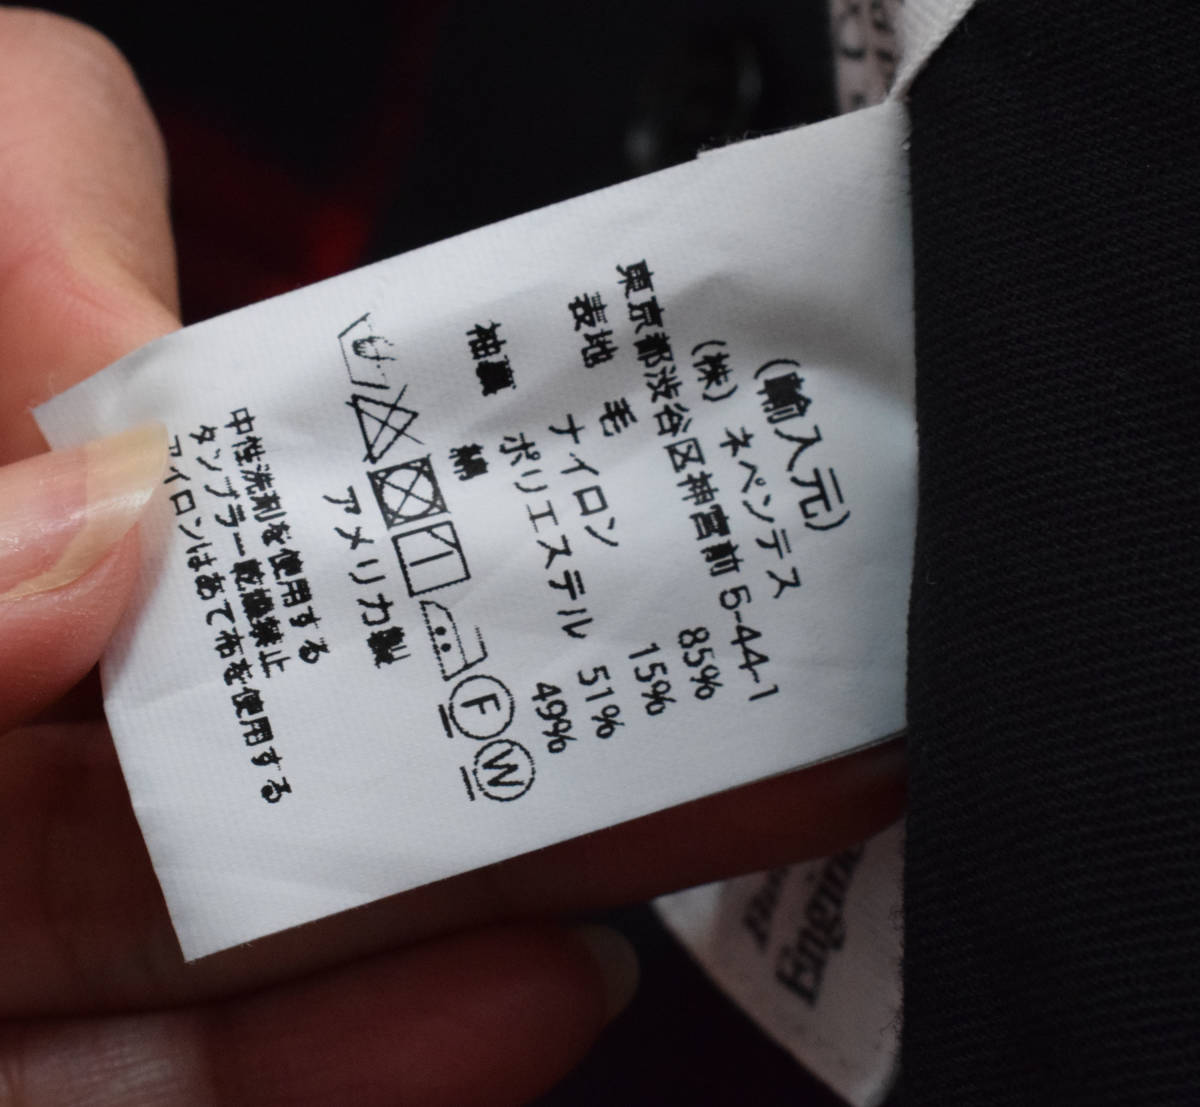 (輸入元)
(株) ネペンテス
東京都渋谷区神宮前 5-44-1
表地 毛 85%
ナイロン 15%
袖裏 ポリエステル 51%
綿 49%
F W
アメリカ製
中性洗剤を使用する
タンブラー乾燥禁止
アイロンはあて布を使用する
Engine